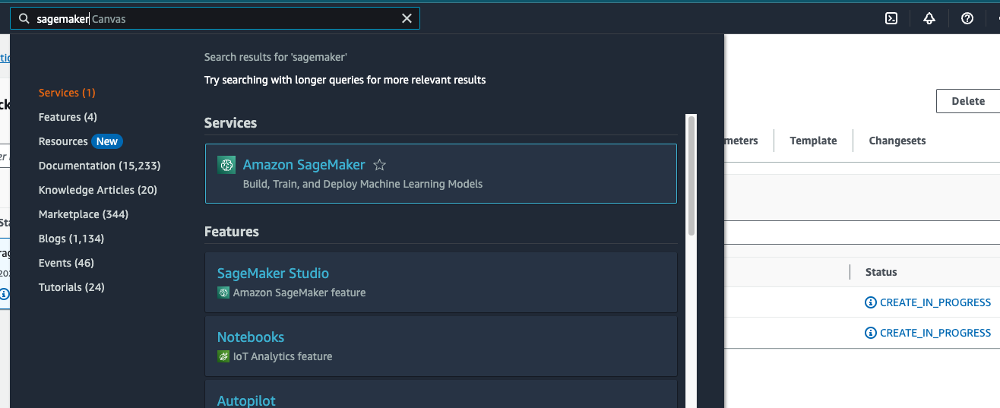 sagemaker Canvas
Search results for 'sagemaker'
Try searching with longer queries for more relevant results
Services (1)
Features (4)
Resources New
Documentation (15,233)
Knowledge Articles (20)
Marketplace (344)
Blogs (1,134)
Events (46)
Tutorials (24)
Services
Amazon SageMaker
Build, Train, and Deploy Machine Learning Models
Features
SageMaker Studio
Amazon SageMaker feature
Notebooks
IoT Analytics feature
Autopilot
Delete
meters
Template
Changesets
Status
CREATE_IN_PROGRESS
CREATE_IN_PROGRESS